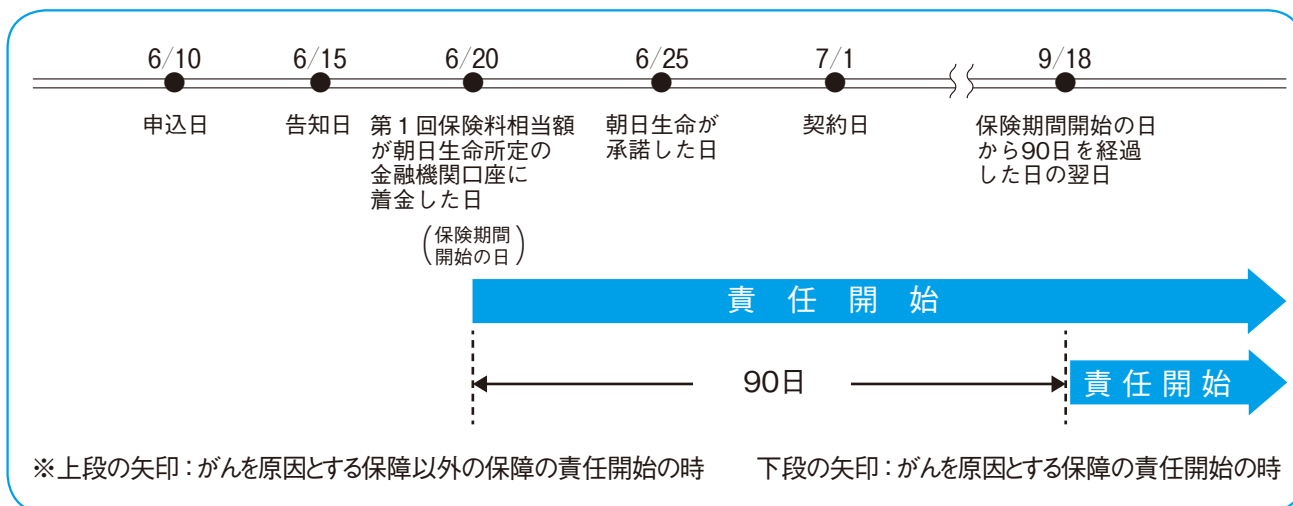 6/10 6/15 6/20 6/25 7/1 9/18
申込日
告知日
第1回保険料相当額
が朝日生命所定の
金融機関口座に
着金した日
(保険期間
開始の日)
朝日生命が
承諾した日
契約日
保険期間開始の日
から90日を経過
した日の翌日
責任開始
90日
責任開始
※上段の矢印:がんを原因とする保障以外の保障の責任開始の時 下段の矢印:がんを原因とする保障の責任開始の時